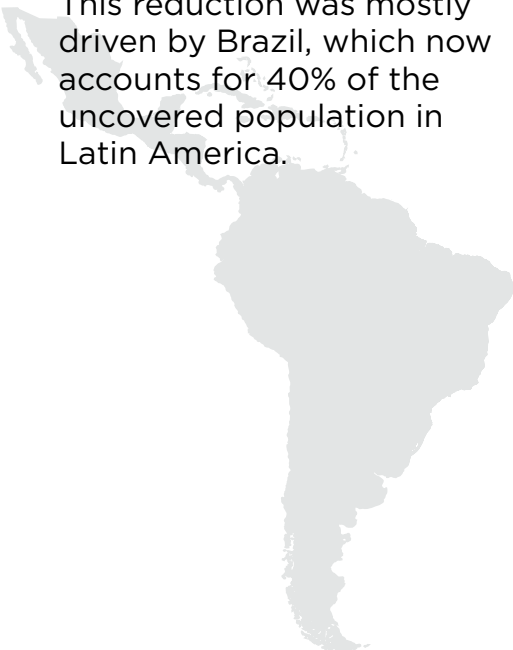 This reduction was mostly
driven by Brazil, which now
accounts for 40% of the
uncovered population in
Latin America.